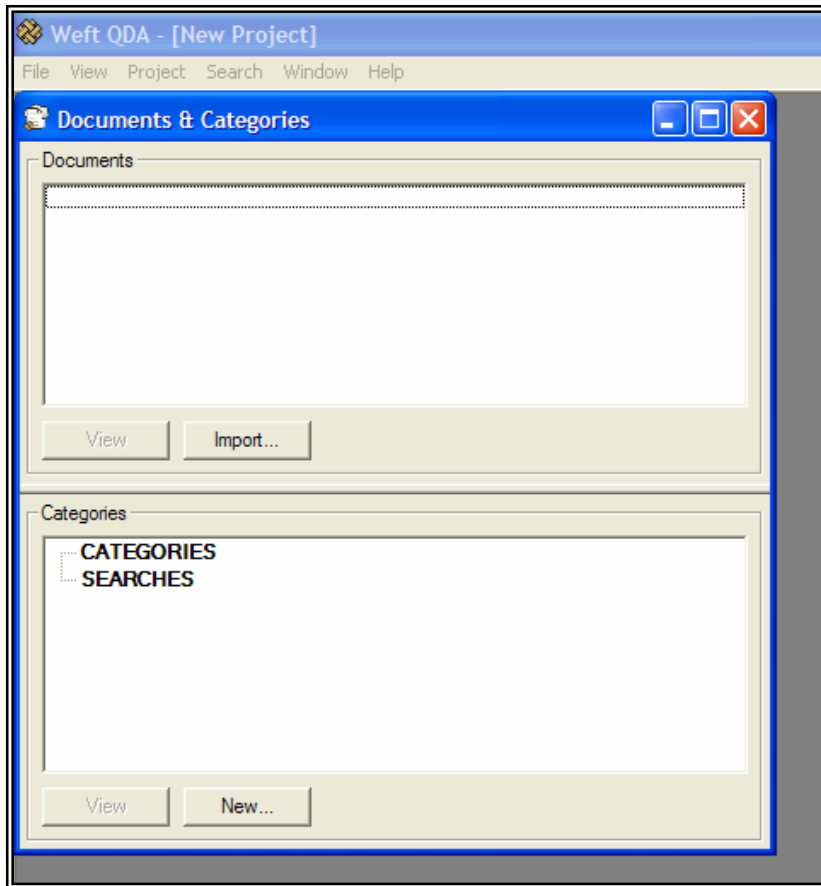 Weft QDA - [New Project]
File View Project Search Window Help
Documents & Categories
Documents
View Import...
Categories
CATEGORIES
SEARCHES
View New...